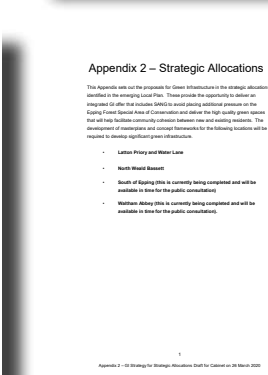 Appendix 2 – Strategic Allocations
This Appendix sets out the proposals for Green Infrastructure in the strategic allocations
identified in the emerging Local Plan. These provide the opportunity to deliver an
integrated GI offer that includes SANG to avoid placing additional pressure on the
Epping Forest Special Area of Conservation and deliver the high quality green spaces
that will help facilitate community cohesion between new and existing residents. The
development of masterplans and concept frameworks for the following locations will be
required to develop significant green infrastructure.
• Latton Priory and Water Lane
• North Weald Bassett
• South of Epping (this is currently being completed and will be
available in time for the public consultation)
• Waltham Abbey (this is currently being completed and will be
available in time for the public consultation).
1
Appendix 2 – GI Strategy for Strategic Allocations Draft for Cabinet on 26 March 2020